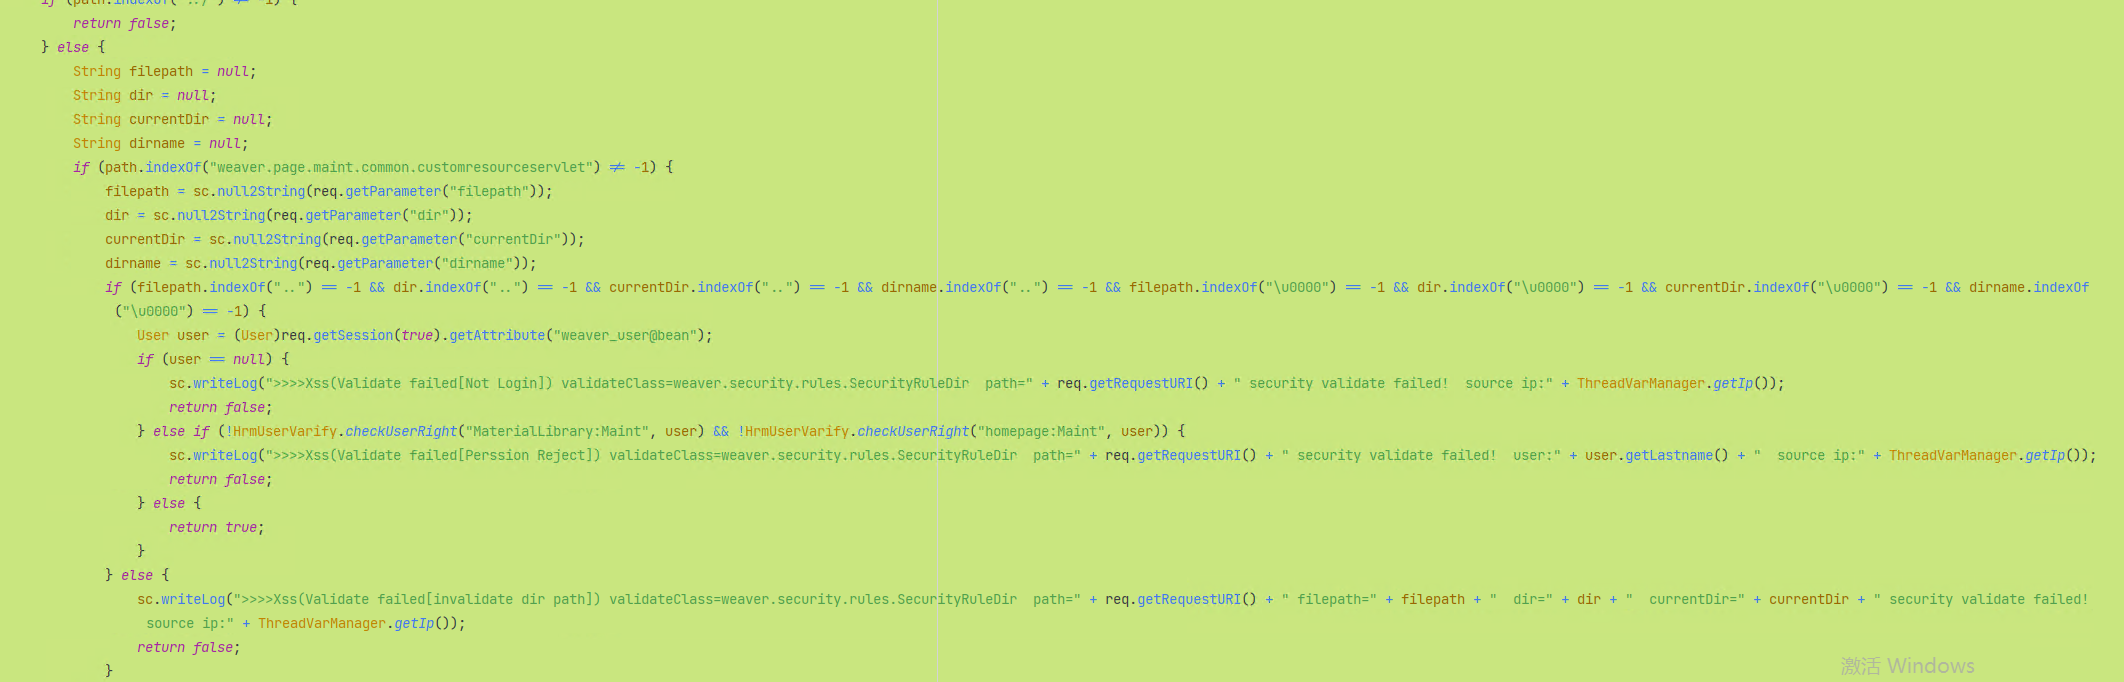 if (path.indexOf("../") != -1) {
return false;
} else {
String filepath = null;
String dir = null;
String currentDir = null;
String dirname = null;
if (path.indexOf("weaver.page.maint.common.customresourceservlet") != -1) {
filepath = sc.null2String(req.getParameter("filepath"));
dir = sc.null2String(req.getParameter("dir"));
currentDir = sc.null2String(req.getParameter("currentDir"));
dirname = sc.null2String(req.getParameter("dirname"));
if (filepath.indexOf("..") == -1 && dir.indexOf("..") == -1 && currentDir.indexOf("..") == -1 && dirname.indexOf("..") == -1 && filepath.indexOf("\u0000") == -1 && dir.indexOf("\u0000") == -1 && currentDir.indexOf("\u0000") == -1 && dirname.indexOf
("\u0000") == -1) {
User user = (User)req.getSession(true).getAttribute("weaver_user@bean");
if (user == null) {
sc.writeLog(">>>>Xss(Validate failed[Not Login]) validateClass=weaver.security.rules.SecurityRuleDir  path=" + req.getRequestURI() + " security validate failed!  source ip:" + ThreadVarManager.getIp());
return false;
} else if (!HrmUserVarify.checkUserRight("MaterialLibrary:Maint", user) && !HrmUserVarify.checkUserRight("homepage:Maint", user)) {
sc.writeLog(">>>>Xss(Validate failed[Perssion Reject]) validateClass=weaver.security.rules.SecurityRuleDir  path=" + req.getRequestURI() + " security validate failed!  user:" + user.getLastname() + "  source ip:" + ThreadVarManager.getIp());
return false;
} else {
return true;
}
} else {
sc.writeLog(">>>>Xss(Validate failed[invalidate dir path]) validateClass=weaver.security.rules.SecurityRuleDir  path=" + req.getRequestURI() + " filepath=" + filepath + "  dir=" + dir + "  currentDir=" + currentDir + " security validate failed!
source ip:" + ThreadVarManager.getIp());
return false;
}
激活 Windows